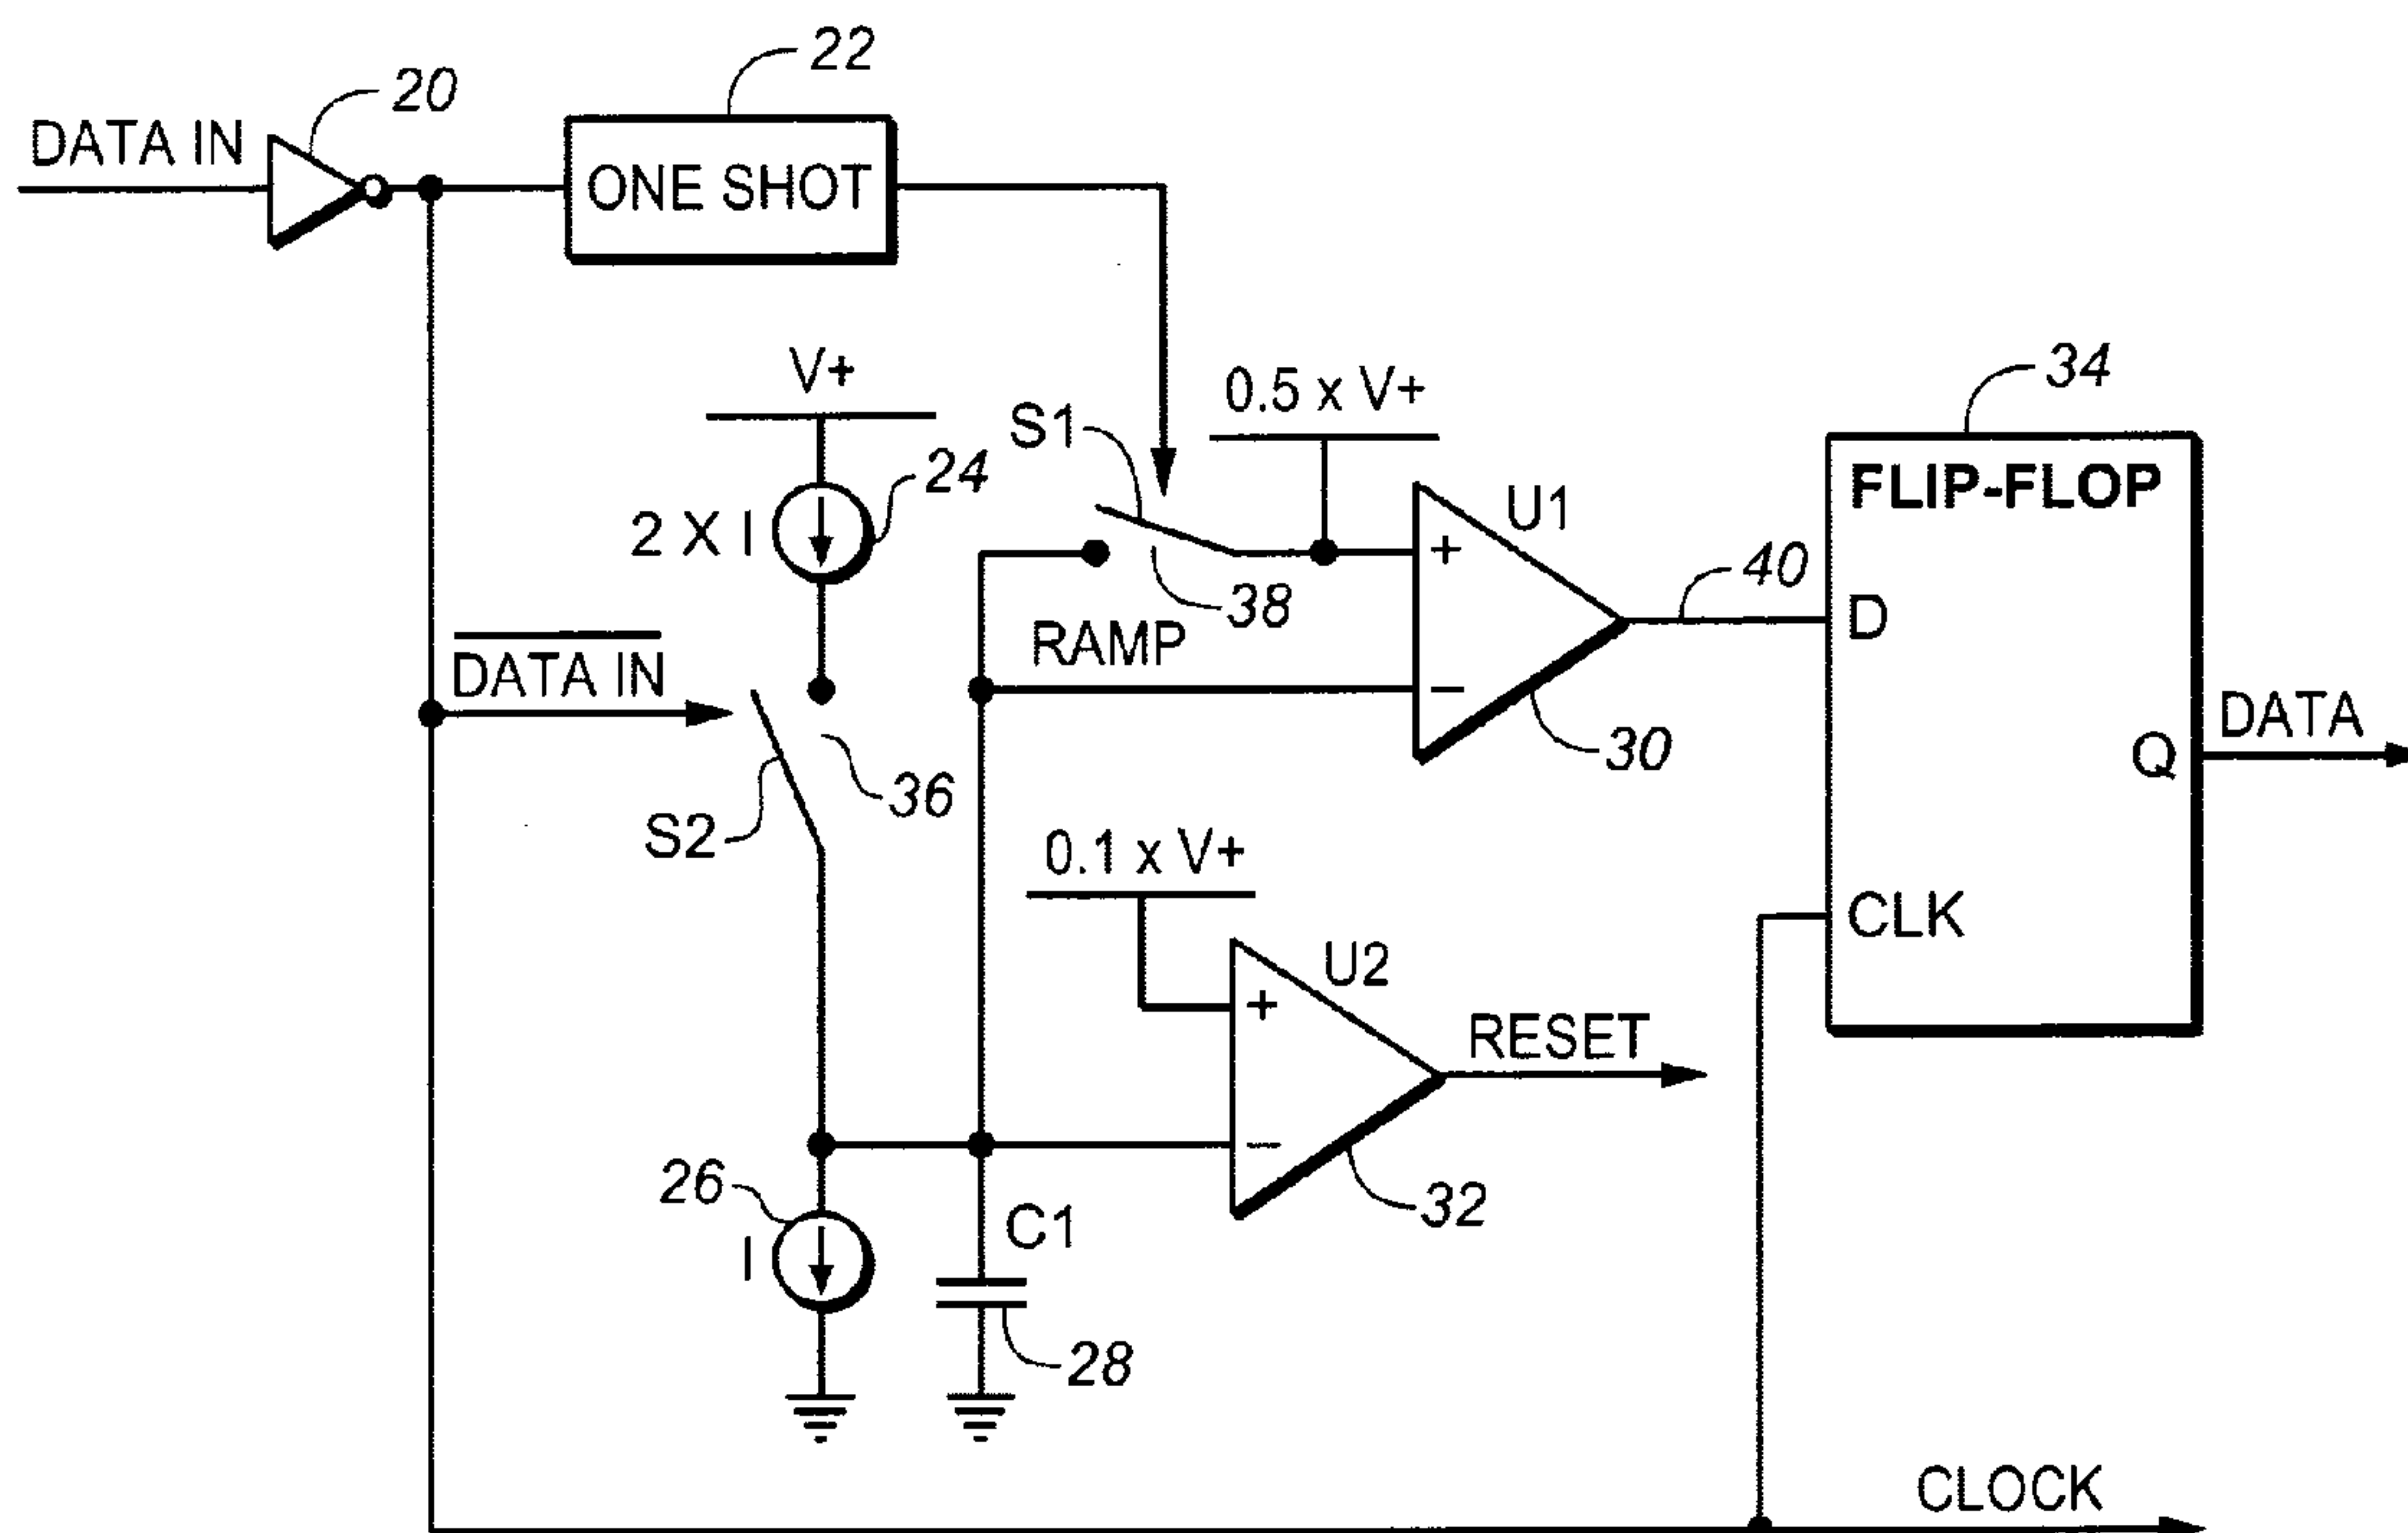 22
20
DATA IN
ONE SHOT
V+
0.5 x V+
34
S1
24
FLIP-FLOP
U1
2 X I
+
40
38
D
RAMP
DATA IN
−
30
DATA
Q
36
S2
0.1 x V+
CLK
U2
+
RESET
−
26
32
C1
I
28
CLOCK